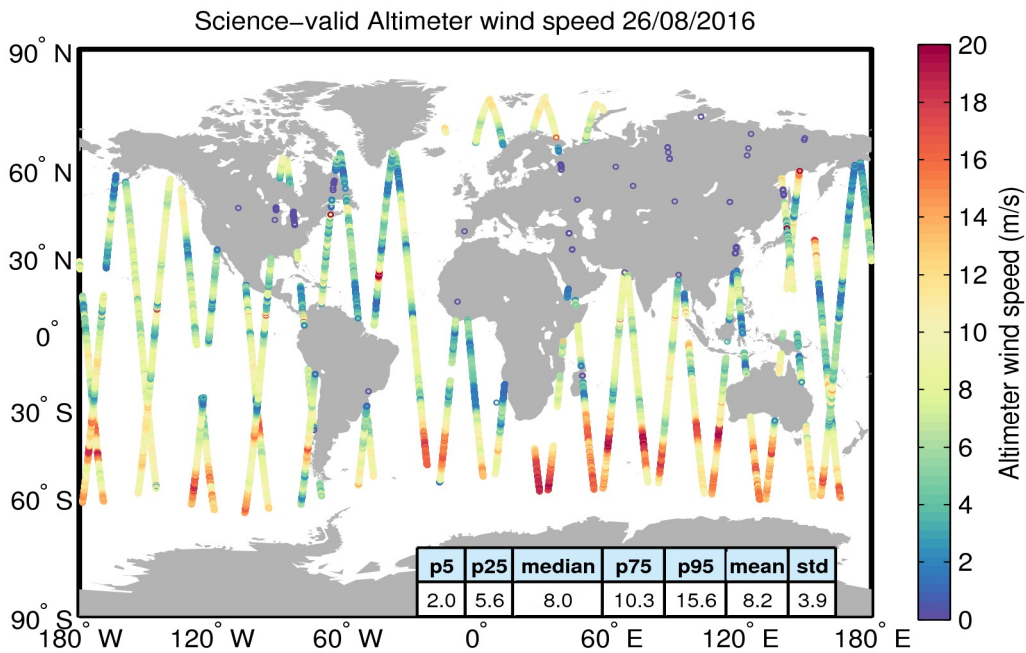 Science−valid Altimeter wind speed 26/08/2016
90° N
60° N
30° N
0°
30° S
60° S
90° S
180° W
120° W
60° W
0°
60° E
120° E
180° E
p5 p25 median p75 p95 mean std
2.0 5.6 8.0 10.3 15.6 8.2 3.9
20
18
16
14
12
10
8
6
4
2
0
Altimeter wind speed (m/s)